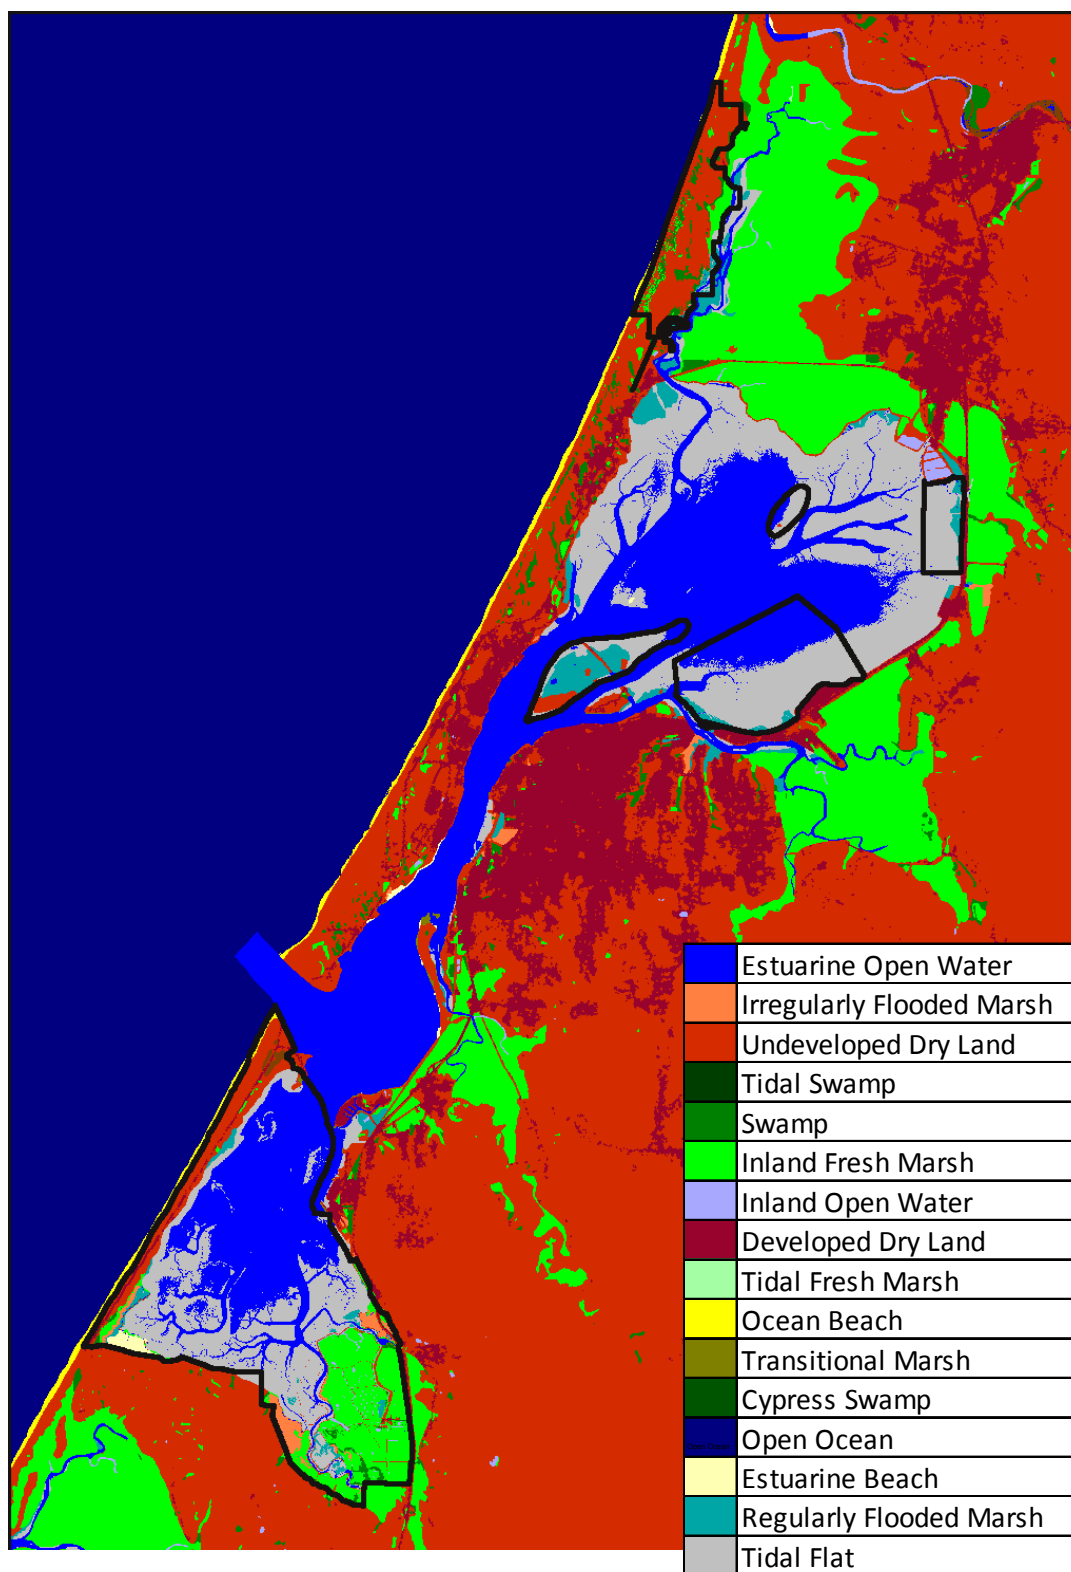 Estuarine Open Water
Irregularly Flooded Marsh
Undeveloped Dry Land
Tidal Swamp
Swamp
Inland Fresh Marsh
Inland Open Water
Developed Dry Land
Tidal Fresh Marsh
Ocean Beach
Transitional Marsh
Cypress Swamp
Open Ocean
Estuarine Beach
Regularly Flooded Marsh
Tidal Flat